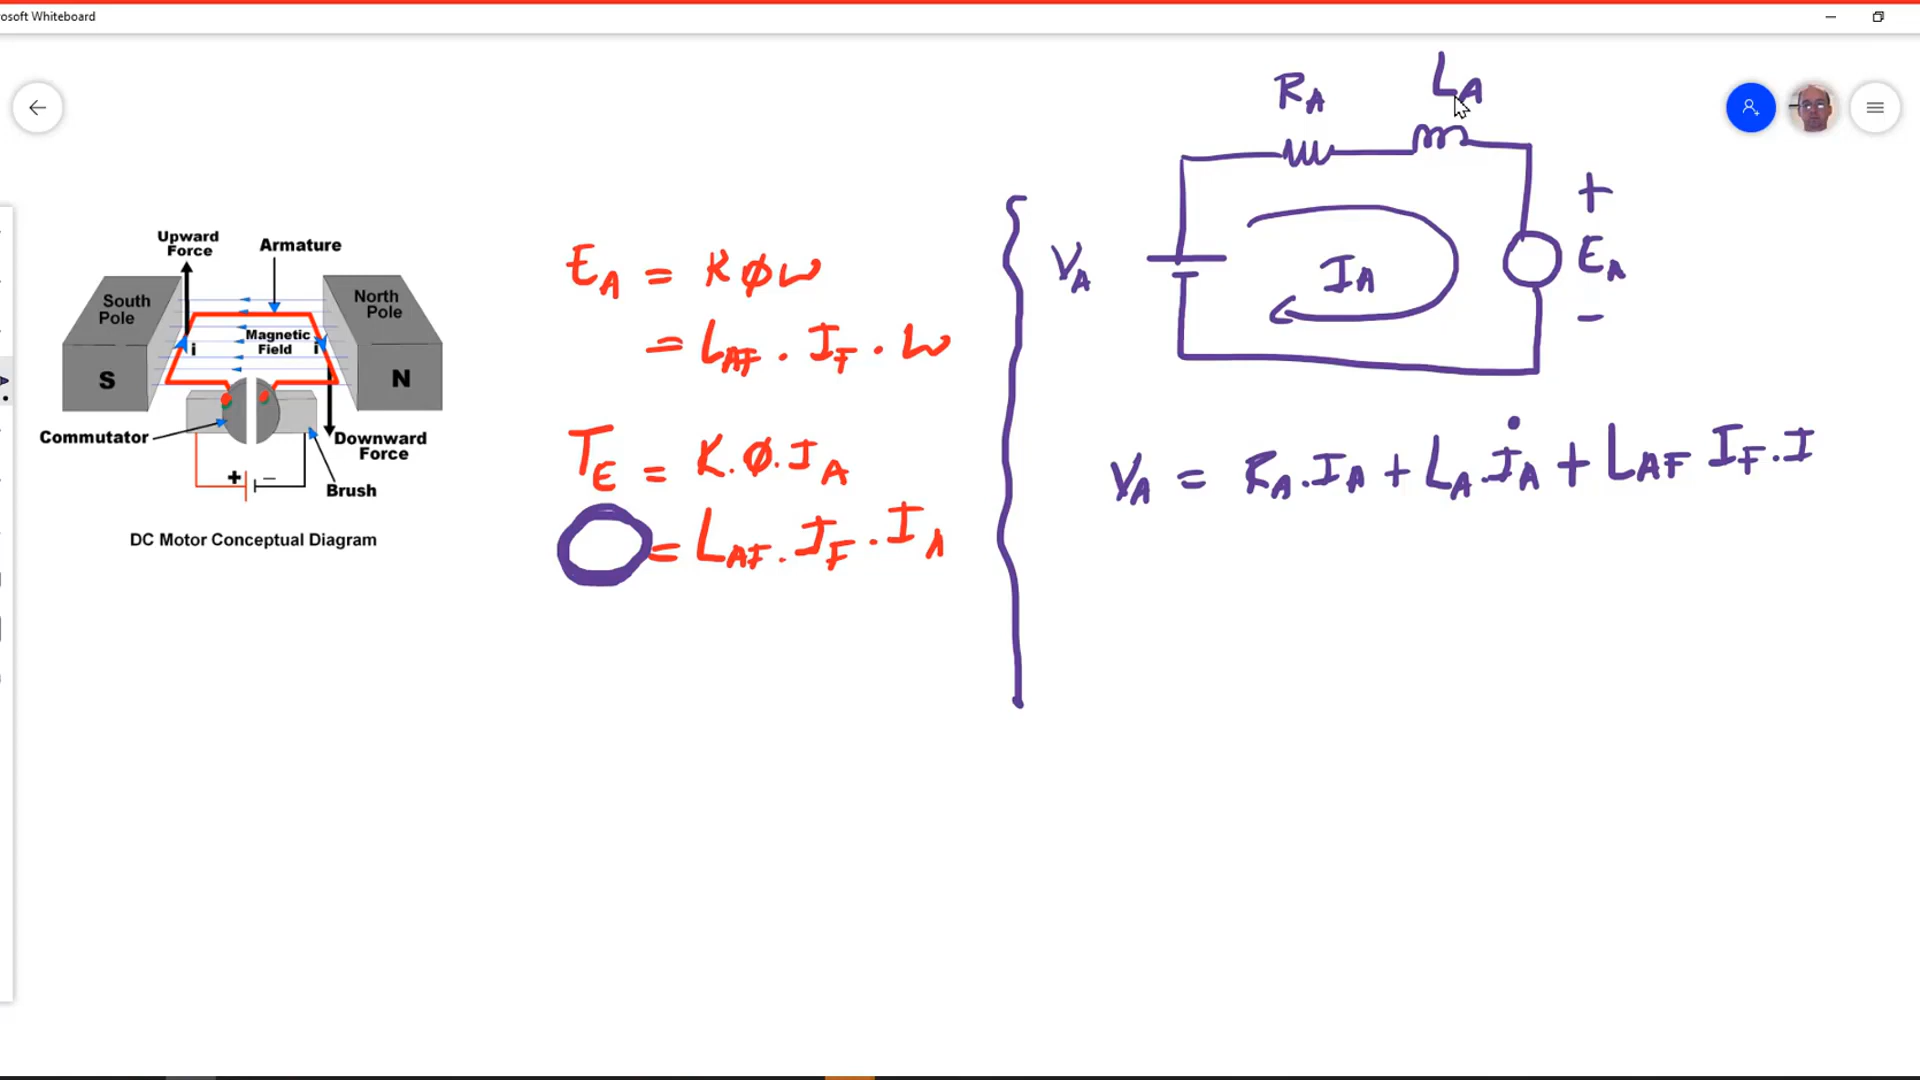 osoft Whiteboard
Upward
Force
Armature
South
Pole
North
Pole
Magnetic
Field
i
i
S
N
Commutator
Downward
Force
+
−
Brush
DC Motor Conceptual Diagram
E_A = K φ ω
= L_AF . I_F . ω
T_E = K . φ . I_A
= L_AF . I_F . I_A
R_A
L_A
V_A
I_A
+
E_A
-
V_A = R_A . I_A + L_A . İ_A + L_AF I_F . I